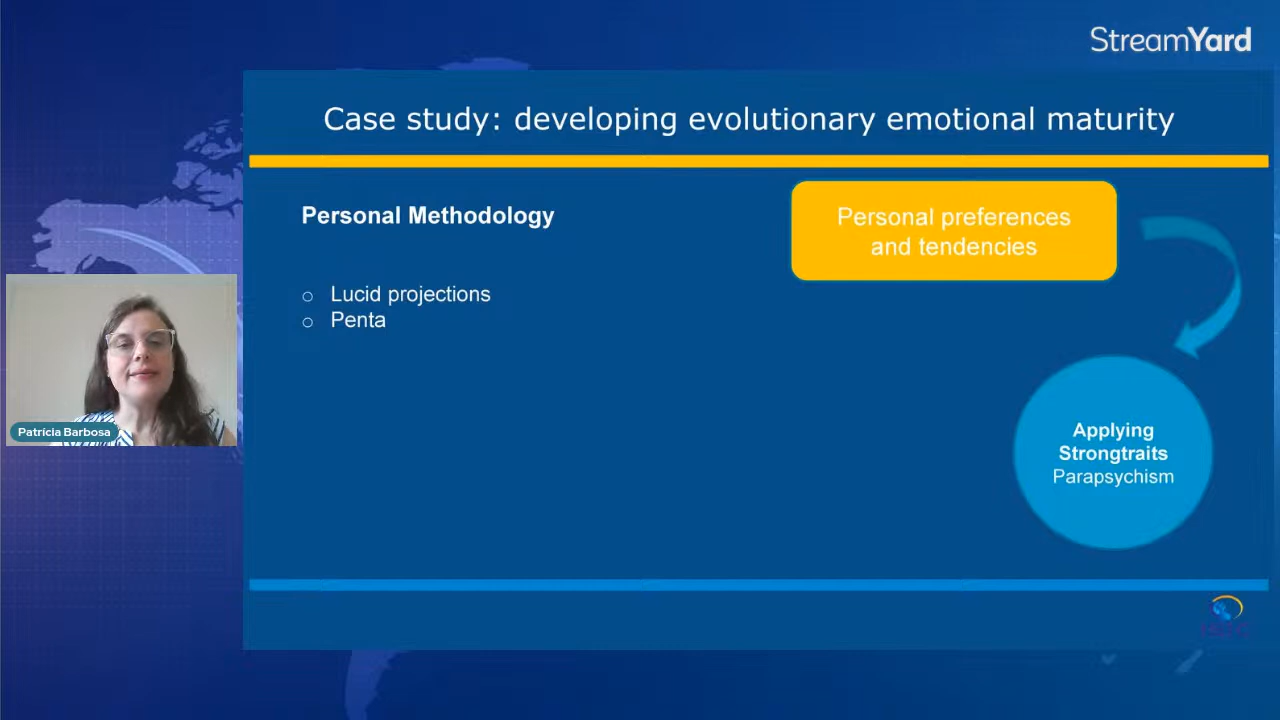 StreamYard
Case study: developing evolutionary emotional maturity
Personal Methodology
Personal preferences
and tendencies
Lucid projections
Penta
Applying
Strongtraits
Parapsychism
Patrícia Barbosa